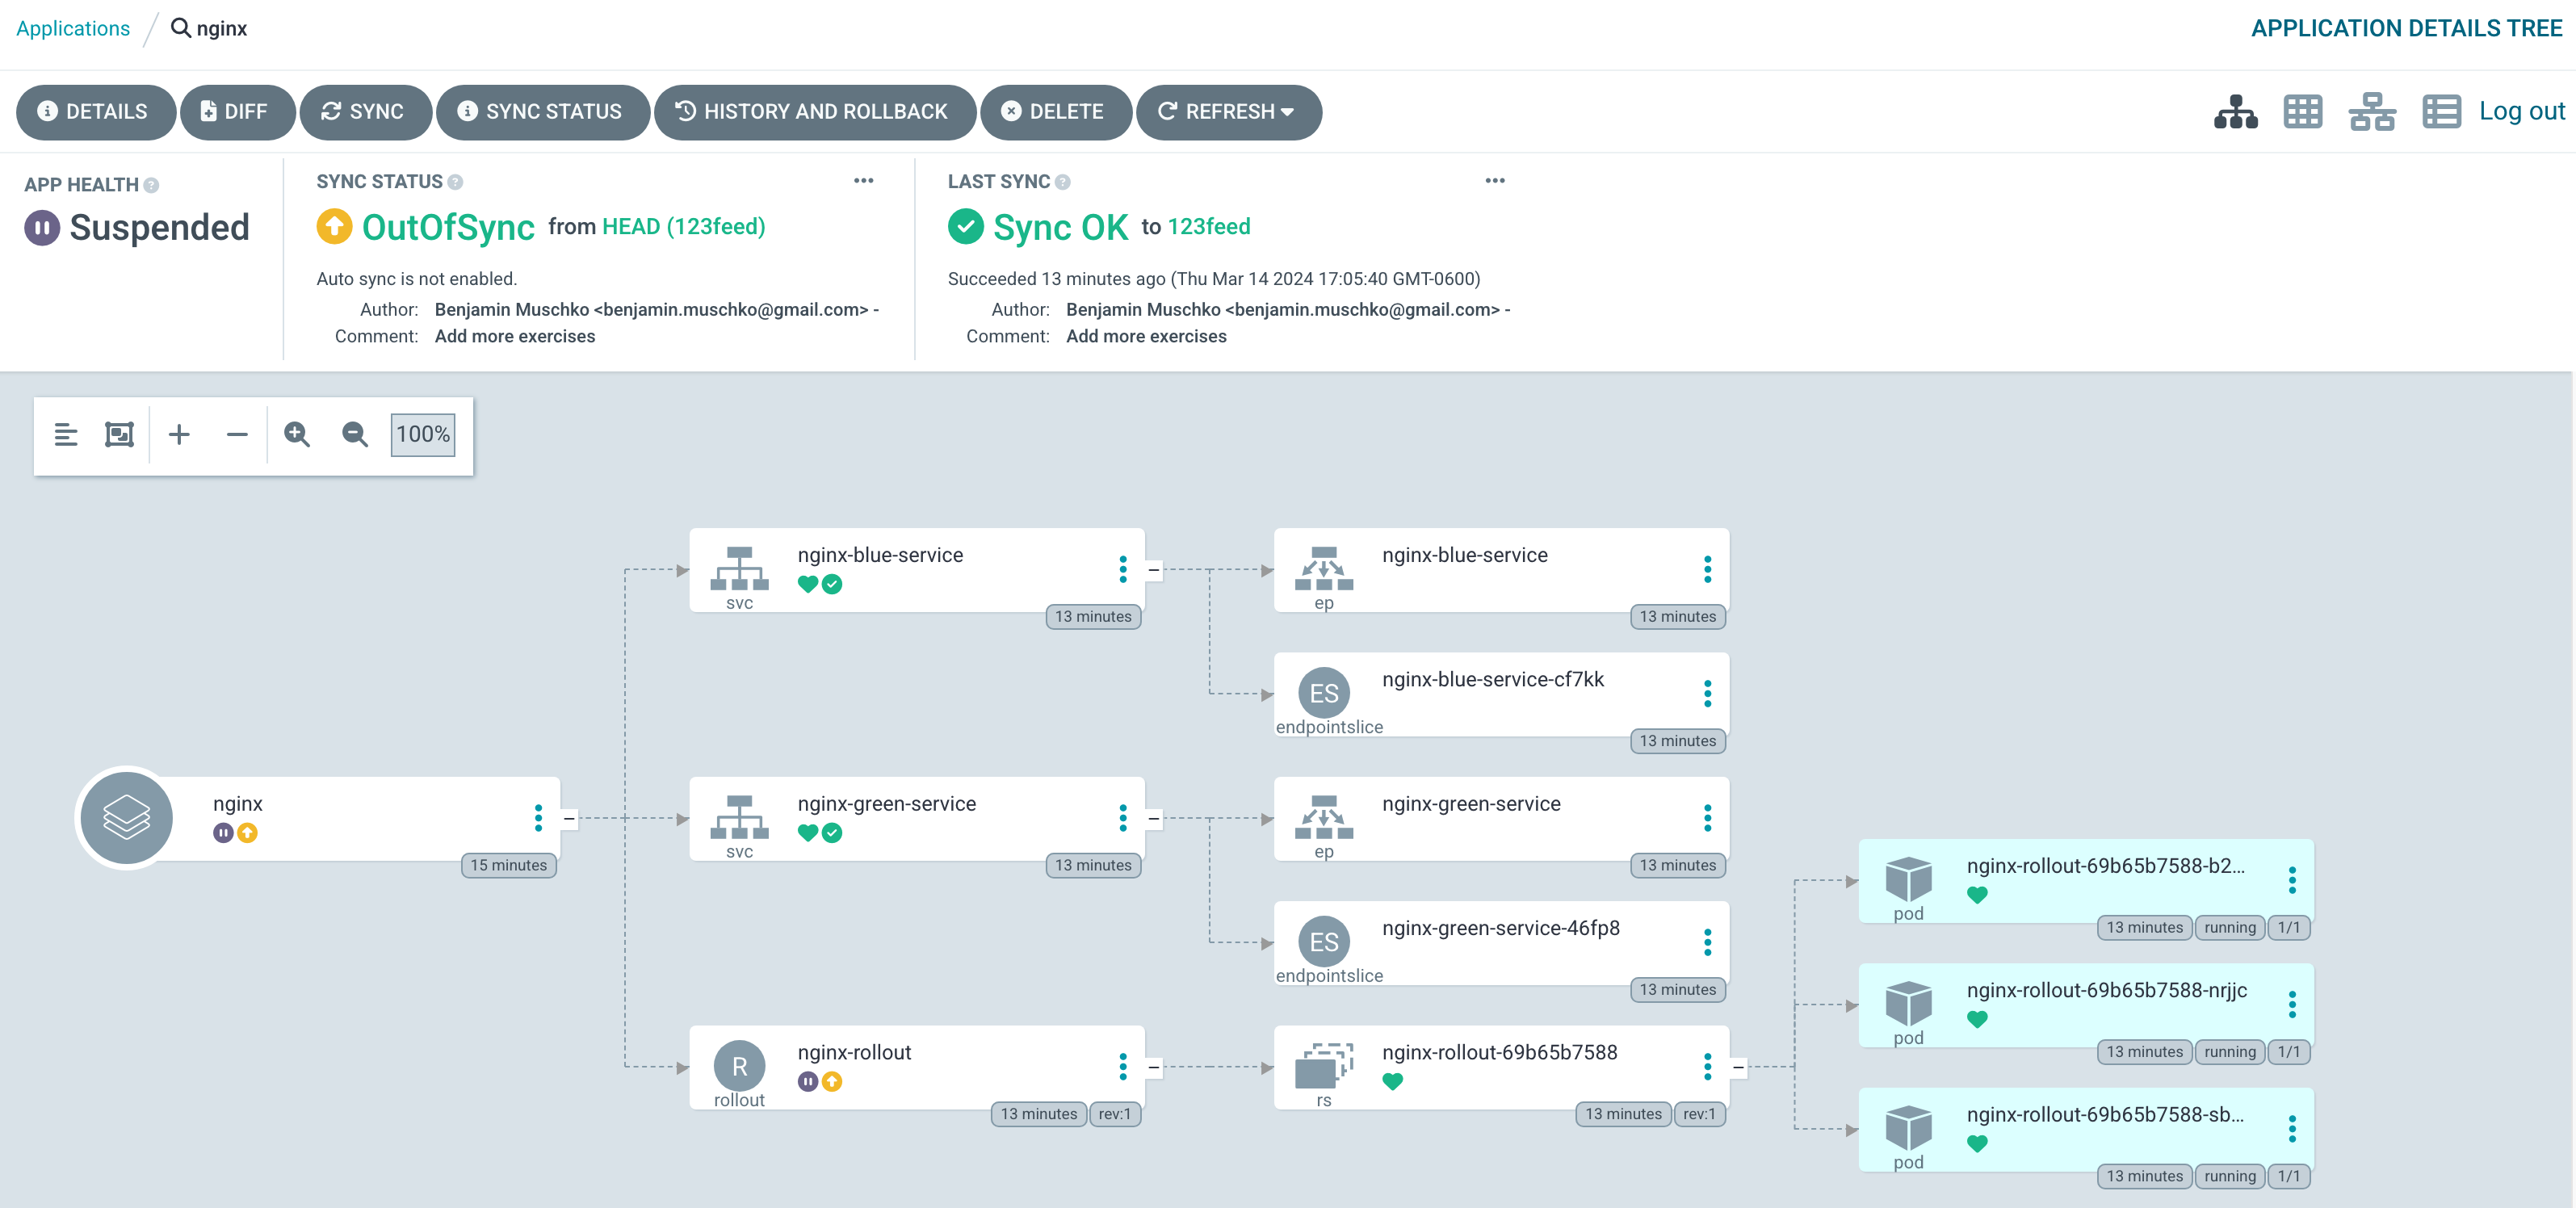 Applications / nginx
APPLICATION DETAILS TREE
DETAILS
DIFF
SYNC
SYNC STATUS
HISTORY AND ROLLBACK
DELETE
REFRESH
Log out
APP HEALTH
Suspended
SYNC STATUS
OutOfSync from HEAD (123feed)
Auto sync is not enabled.
Author: Benjamin Muschko <benjamin.muschko@gmail.com> -
Comment: Add more exercises
LAST SYNC
Sync OK to 123feed
Succeeded 13 minutes ago (Thu Mar 14 2024 17:05:40 GMT-0600)
Author: Benjamin Muschko <benjamin.muschko@gmail.com> -
Comment: Add more exercises
100%
nginx
15 minutes
nginx-blue-service
svc
13 minutes
nginx-blue-service
ep
13 minutes
ES
nginx-blue-service-cf7kk
endpointslice
13 minutes
nginx-green-service
svc
13 minutes
nginx-green-service
ep
13 minutes
ES
nginx-green-service-46fp8
endpointslice
13 minutes
R
nginx-rollout
rollout
13 minutes rev:1
nginx-rollout-69b65b7588
rs
13 minutes rev:1
nginx-rollout-69b65b7588-b2...
pod
13 minutes running 1/1
nginx-rollout-69b65b7588-nrjjc
pod
13 minutes running 1/1
nginx-rollout-69b65b7588-sb...
pod
13 minutes running 1/1